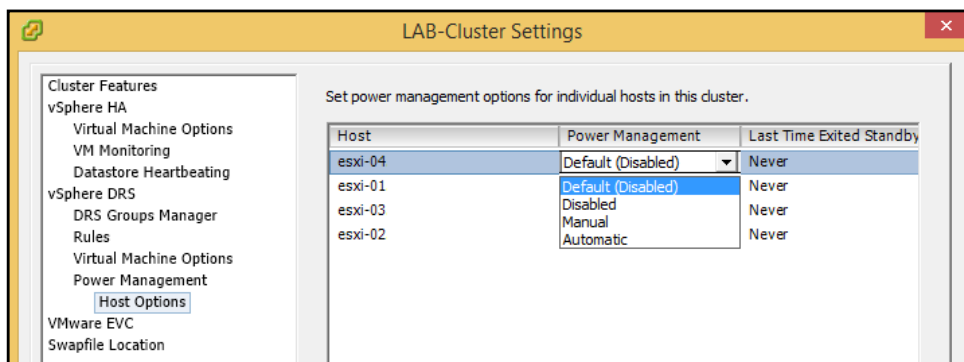 LAB-Cluster Settings
Cluster Features
vSphere HA
Virtual Machine Options
VM Monitoring
Datastore Heartbeating
vSphere DRS
DRS Groups Manager
Rules
Virtual Machine Options
Power Management
Host Options
VMware EVC
Swapfile Location
Set power management options for individual hosts in this cluster.
Host Power Management Last Time Exited Standby
esxi-04 Default (Disabled) Never
esxi-01 Default (Disabled) Never
esxi-03 Disabled Never
Manual
esxi-02 Automatic Never